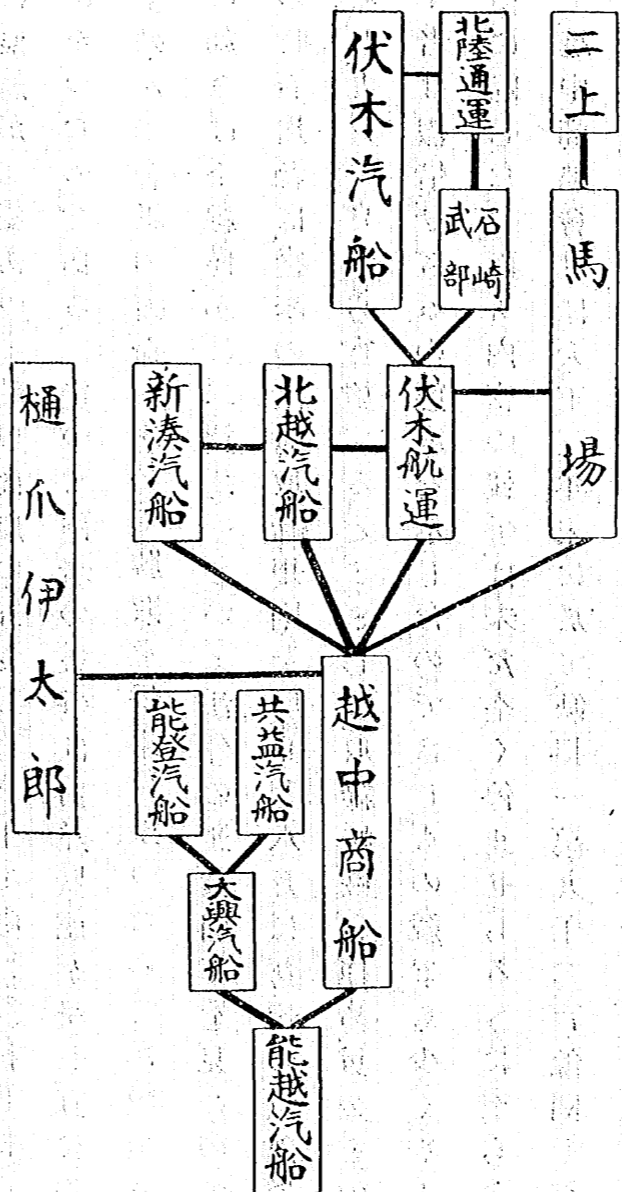 二上
馬場
北陸通運
石崎
武部
伏木汽船
伏木航運
北越汽船
新湊汽船
樋爪伊太郎
越中商船
共益汽船
能登汽船
大興汽船
能越汽船